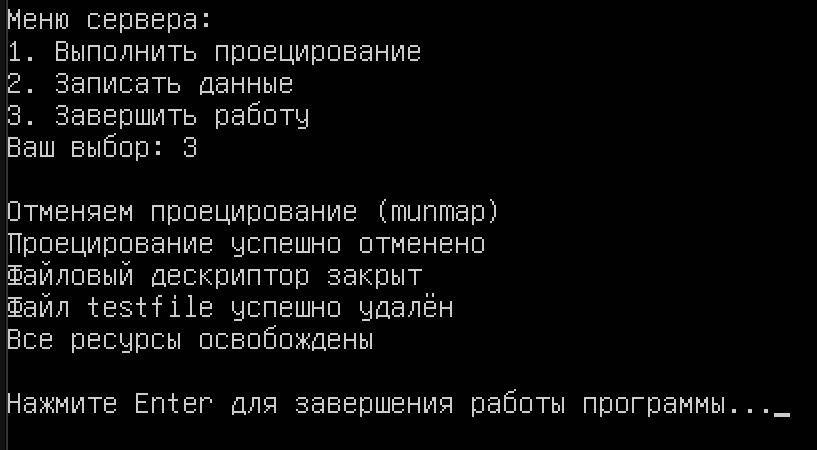 Меню сервера:
1. Выполнить проецирование
2. Записать данные
3. Завершить работу
Ваш выбор: 3
Отменяем проецирование (munmap)
Проецирование успешно отменено
Файловый дескриптор закрыт
Файл testfile успешно удалён
Все ресурсы освобождены
Нажмите Enter для завершения работы программы..._